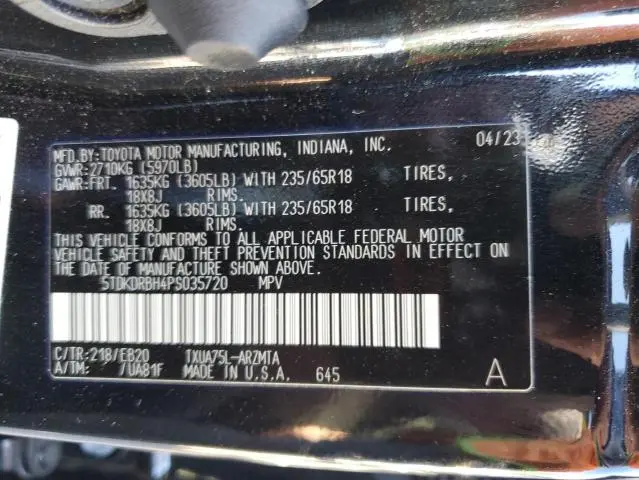 MFD.BY:TOYOTA MOTOR MANUFACTURING, INDIANA, INC. 04/23
GVWR:2710KG (5970LB)
GAWR:FRT. 1635KG (3605LB) WITH 235/65R18 TIRES,
18X8J RIMS.
RR. 1635KG (3605LB) WITH 235/65R18 TIRES,
18X8J RIMS.
THIS VEHICLE CONFORMS TO ALL APPLICABLE FEDERAL MOTOR
VEHICLE SAFETY AND THEFT PREVENTION STANDARDS IN EFFECT ON
THE DATE OF MANUFACTURE SHOWN ABOVE.
5TDKDRBH4PS035720 MPV
C/TR:218/EB20 TXUA75L-ARZMTA
A/TM: /UA81F MADE IN U.S.A. 645 A